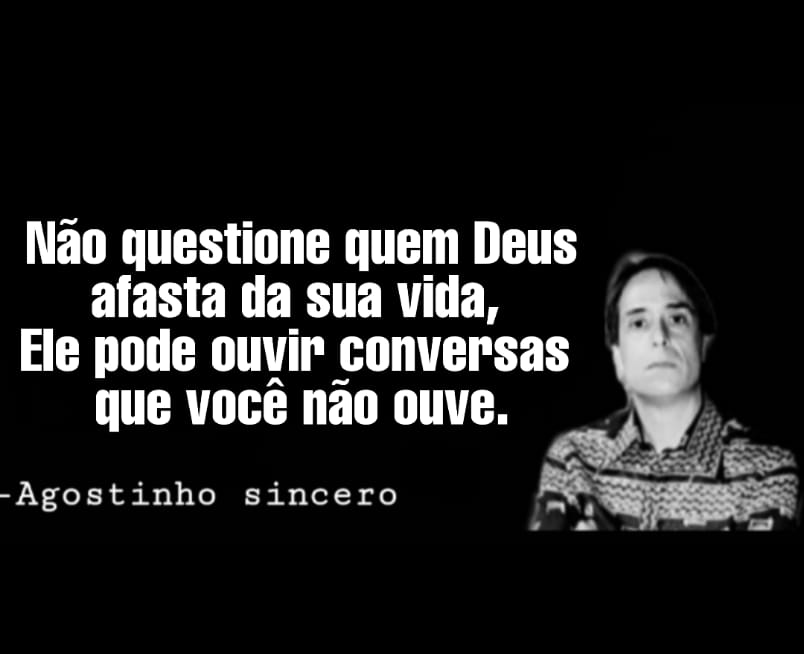 Não questione quem Deus
afasta da sua vida,
Ele pode ouvir conversas
que você não ouve.
-Agostinho sincero